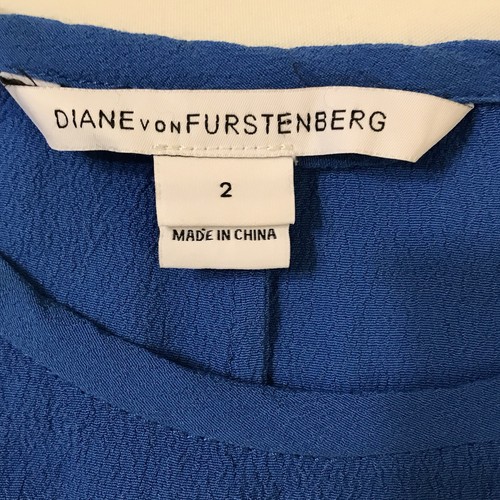 DIANE VON FURSTENBERG
2
MADE IN CHINA